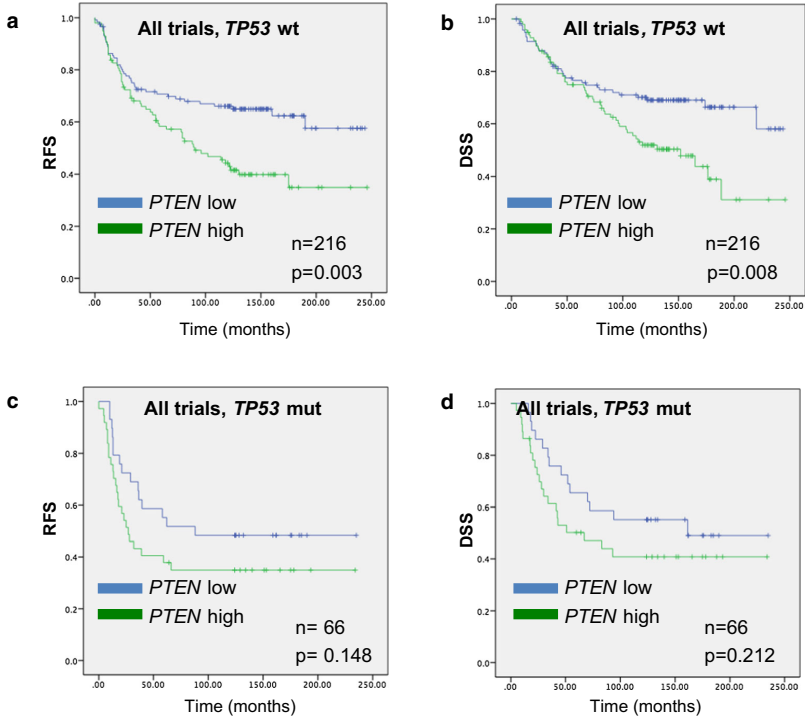 a
All trials, TP53 wt
RFS
1.0
0.8
0.6
0.4
0.2
0.0
PTEN low
PTEN high
n=216
p=0.003
.00 50.00 100.00 150.00 200.00 250.00
Time (months)
b
All trials, TP53 wt
DSS
1.0
0.8
0.6
0.4
0.2
0.0
PTEN low
PTEN high
n=216
p=0.008
.00 50.00 100.00 150.00 200.00 250.00
Time (months)
c
All trials, TP53 mut
RFS
1.0
0.8
0.6
0.4
0.2
0.0
PTEN low
PTEN high
n= 66
p= 0.148
.00 50.00 100.00 150.00 200.00 250.00
Time (months)
d
All trials, TP53 mut
DSS
1.0
0.8
0.6
0.4
0.2
0.0
PTEN low
PTEN high
n=66
p=0.212
.00 50.00 100.00 150.00 200.00 250.00
Time (months)